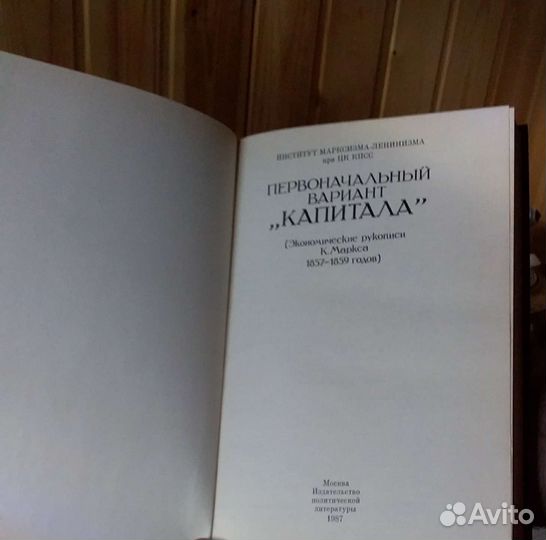 ИНСТИТУТ МАРКСИЗМА-ЛЕНИНИЗМА
при ЦК КПСС
ПЕРВОНАЧАЛЬНЫЙ
ВАРИАНТ
„КАПИТАЛА”
(Экономические рукописи
К. Маркса
1857–1859 годов)
Москва
Издательство
политической
литературы
1987
Avito